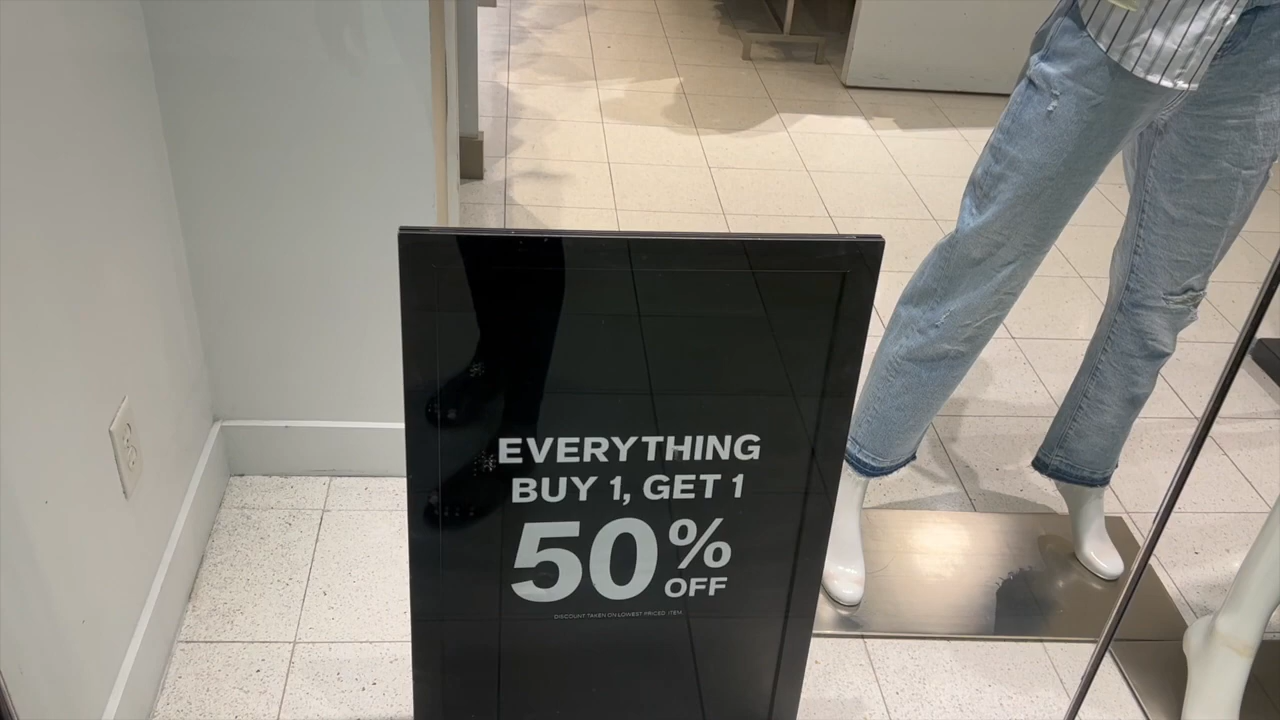 EVERYTHING
BUY 1, GET 1
50%
OFF
DISCOUNT TAKEN ON LOWEST PRICED ITEM.